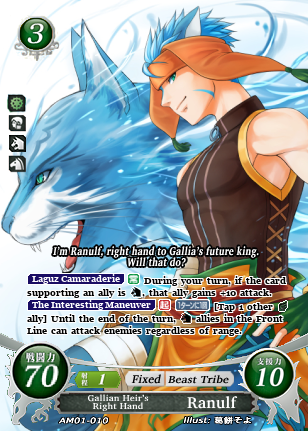 3
I'm Ranulf, right hand to Gallia's future king.
Will that do?
Laguz Camaraderie During your turn, if the card
supporting an ally is , that ally gains +10 attack.
The Interesting Maneuver 起 [Tap 1 other
ally] Until the end of the turn, allies in the Front
Line can attack enemies regardless of range.
戦闘力
70
射程 1
Fixed Beast Tribe
支援力
10
Gallian Heir's
Right Hand
Ranulf
AM01-010
Illust: 葛餅そよ